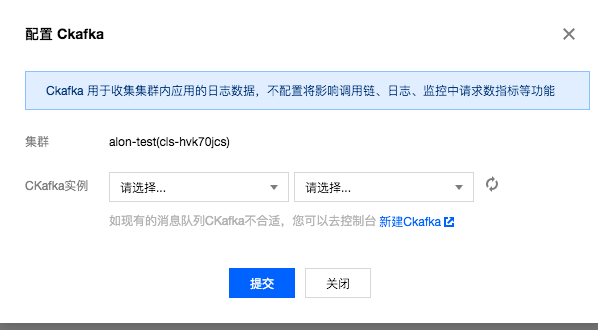 配置 Ckafka
Ckafka 用于收集集群内应用的日志数据，不配置将影响调用链、日志、监控中请求数指标等功能
集群 alon-test(cls-hvk70jcs)
CKafka实例 请选择... 请选择...
如现有的消息队列CKafka不合适，您可以去控制台 新建Ckafka
提交 关闭